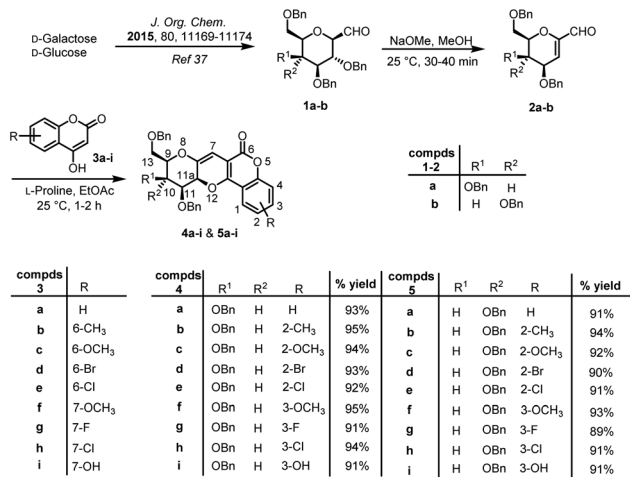 D-Galactose
D-Glucose
J. Org. Chem.
2015, 80, 11169-11174
Ref 37
OBn
O
CHO
R¹
R²
OBn
OBn
1a-b
NaOMe, MeOH
25 °C, 30-40 min
OBn
O
CHO
R¹
R²
OBn
2a-b
R
O
O
OH
3a-i
L-Proline, EtOAc
25 °C, 1-2 h
OBn
13
9
O
8
7
O
6
O
5
4
3
2
1
R¹
R²
10
11
11a
O
12
OBn
R
4a-i & 5a-i
compds
1-2 R¹ R²
a OBn H
b H OBn
compds
3 R
a H
b 6-CH₃
c 6-OCH₃
d 6-Br
e 6-Cl
f 7-OCH₃
g 7-F
h 7-Cl
i 7-OH
compds
4 R¹ R² R % yield
a OBn H H 93%
b OBn H 2-CH₃ 95%
c OBn H 2-OCH₃ 94%
d OBn H 2-Br 93%
e OBn H 2-Cl 92%
f OBn H 3-OCH₃ 95%
g OBn H 3-F 91%
h OBn H 3-Cl 94%
i OBn H 3-OH 91%
compds
5 R¹ R² R % yield
a H OBn H 91%
b H OBn 2-CH₃ 94%
c H OBn 2-OCH₃ 92%
d H OBn 2-Br 90%
e H OBn 2-Cl 91%
f H OBn 3-OCH₃ 93%
g H OBn 3-F 89%
h H OBn 3-Cl 91%
i H OBn 3-OH 91%